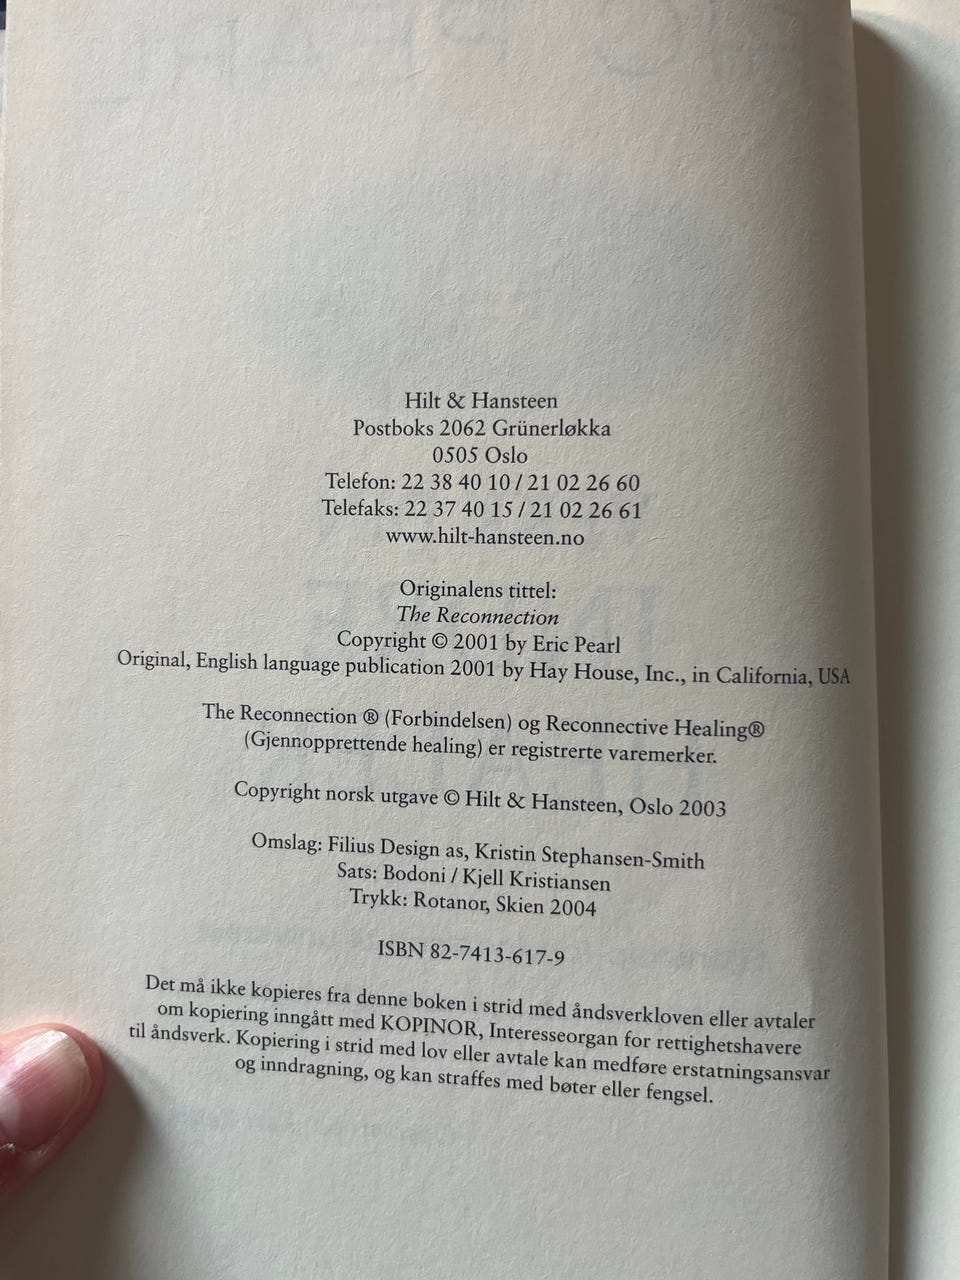 Hilt & Hansteen
Postboks 2062 Grünerløkka
0505 Oslo
Telefon: 22 38 40 10 / 21 02 26 60
Telefaks: 22 37 40 15 / 21 02 26 61
www.hilt-hansteen.no
Originalens tittel:
The Reconnection
Copyright © 2001 by Eric Pearl
Original, English language publication 2001 by Hay House, Inc., in California, USA
The Reconnection ® (Forbindelsen) og Reconnective Healing®
(Gjennopprettende healing) er registrerte varemerker.
Copyright norsk utgave © Hilt & Hansteen, Oslo 2003
Omslag: Filius Design as, Kristin Stephansen-Smith
Sats: Bodoni / Kjell Kristiansen
Trykk: Rotanor, Skien 2004
ISBN 82-7413-617-9
Det må ikke kopieres fra denne boken i strid med åndsverkloven eller avtaler
om kopiering inngått med KOPINOR, Interesseorgan for rettighetshavere
til åndsverk. Kopiering i strid med lov eller avtale kan medføre erstatningsansvar
og inndragning, og kan straffes med bøter eller fengsel.